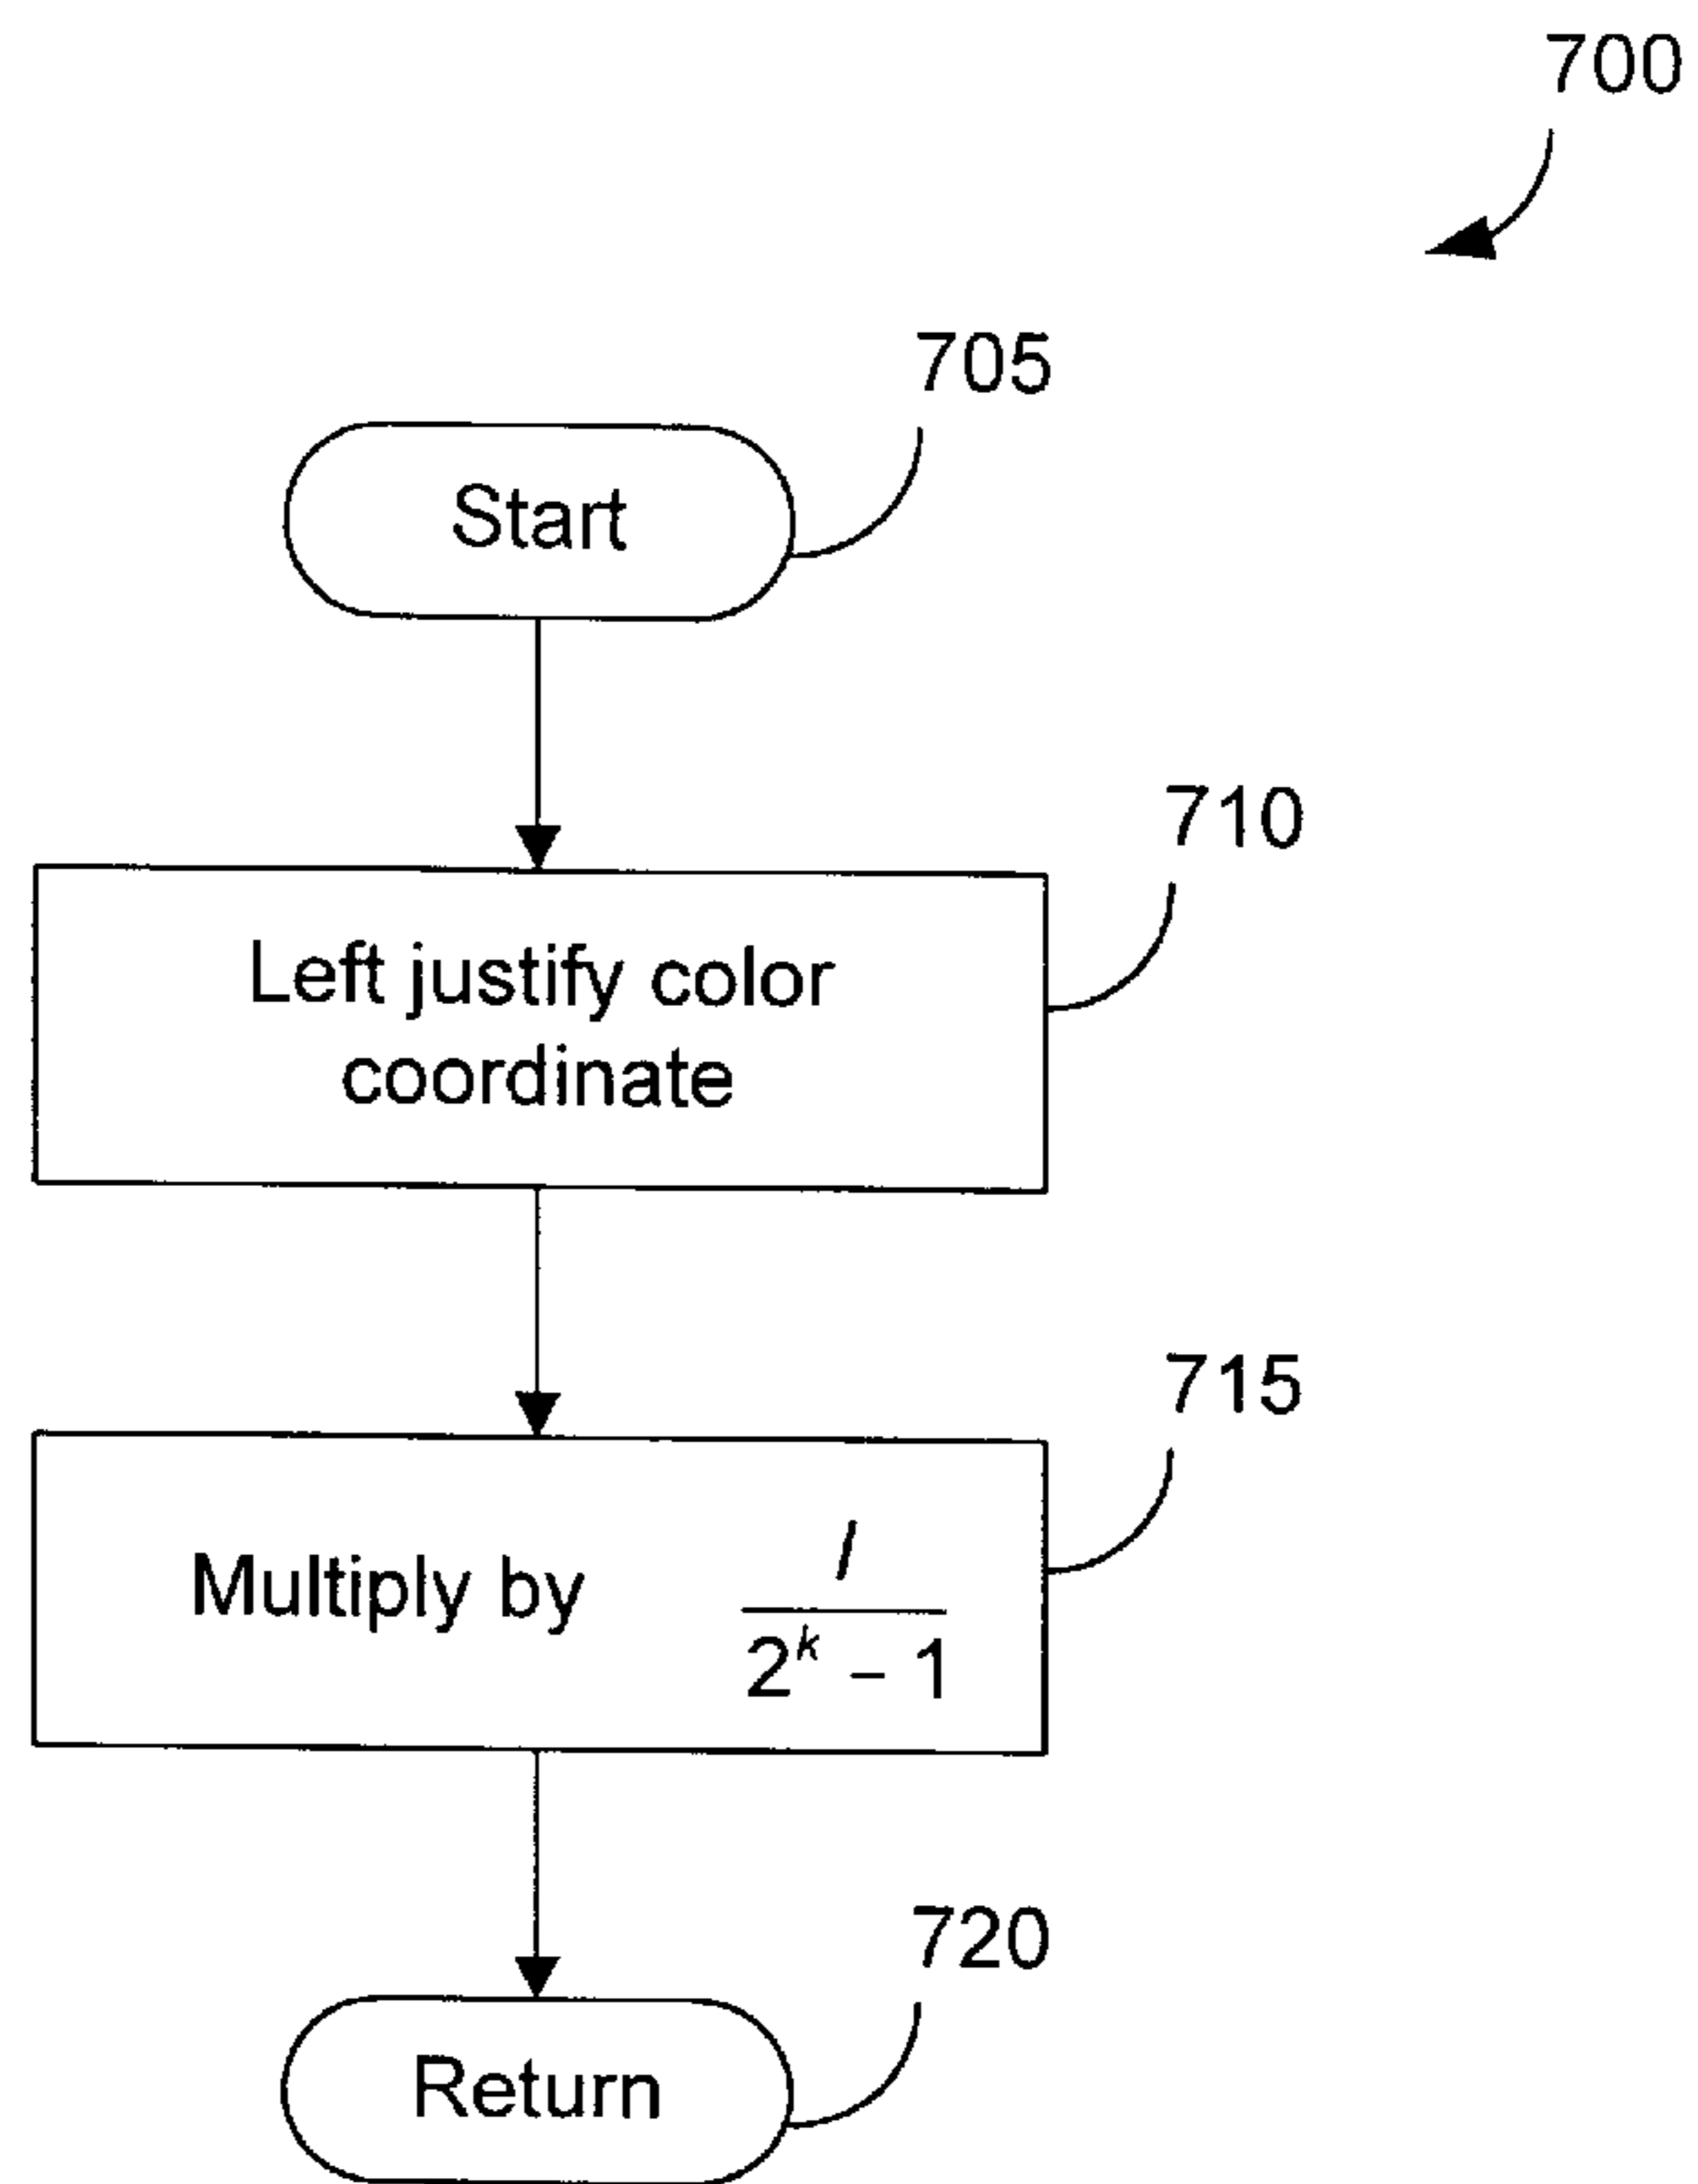 700
705
Start
710
Left justify color
coordinate
715
Multiply by
I
2^k – 1
720
Return